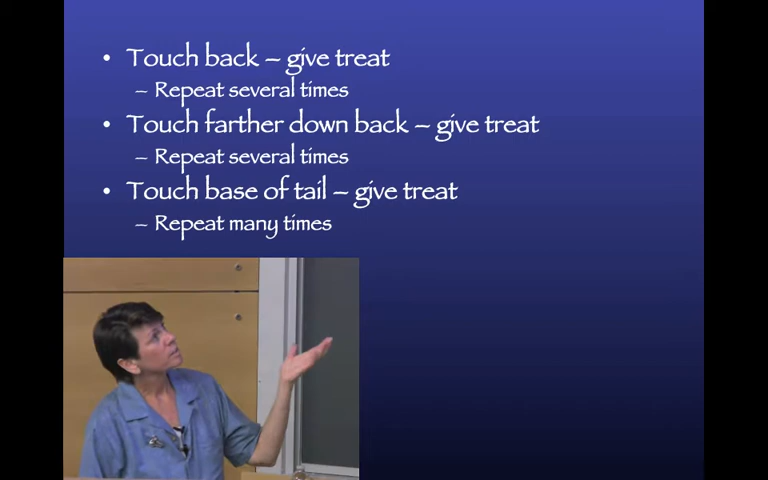 • Touch back – give treat
– Repeat several times
• Touch farther down back – give treat
– Repeat several times
• Touch base of tail – give treat
– Repeat many times